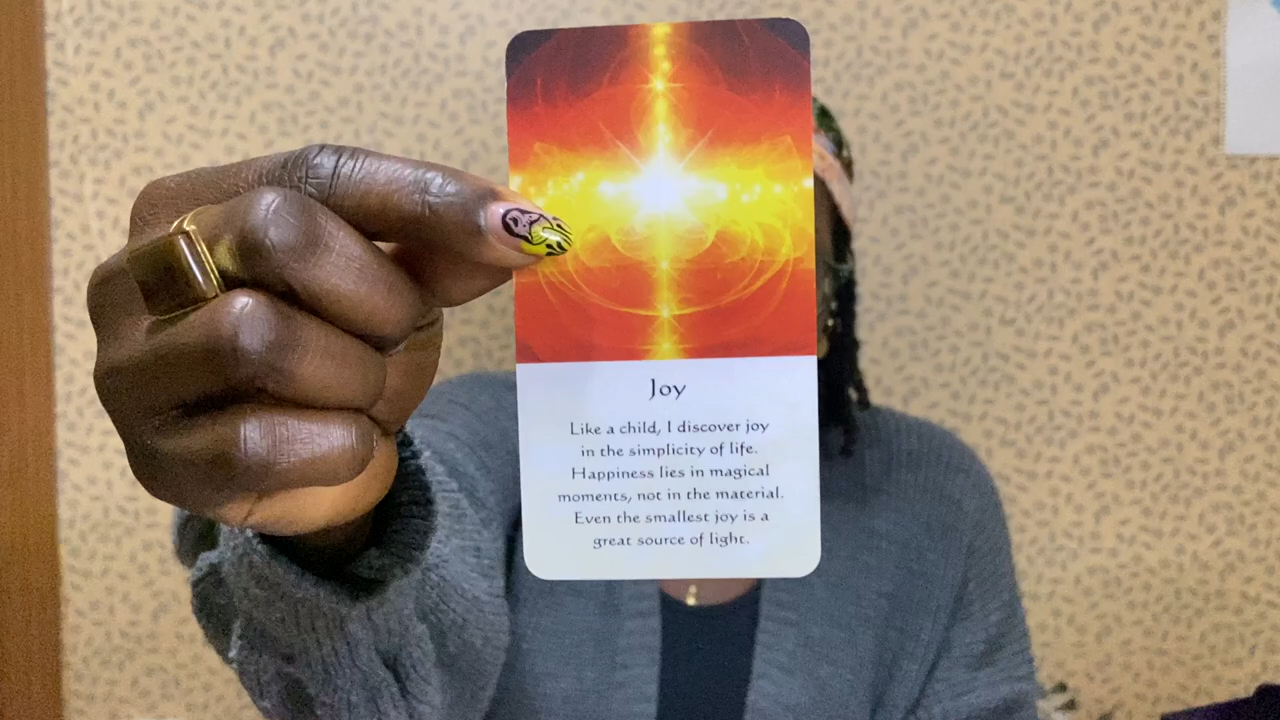 Joy
Like a child, I discover joy
in the simplicity of life.
Happiness lies in magical
moments, not in the material.
Even the smallest joy is a
great source of light.